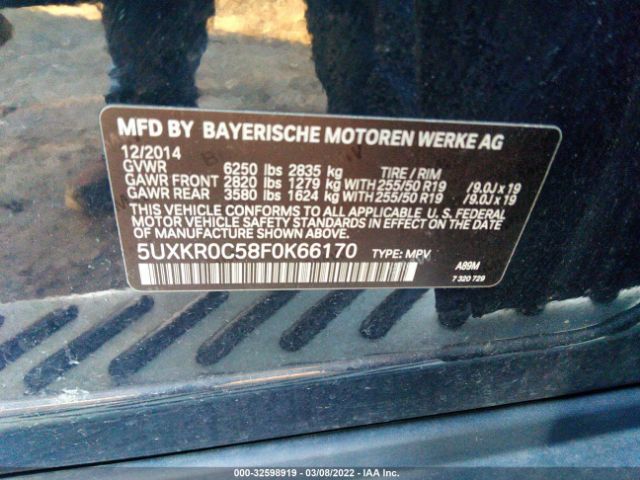 MFD BY BAYERISCHE MOTOREN WERKE AG
12/2014
GVWR 6250 lbs 2835 kg TIRE / RIM
GAWR FRONT 2820 lbs 1279 kg WITH 255/50 R19 /9.0J x 19
GAWR REAR 3580 lbs 1624 kg WITH 255/50 R19 /9.0J x 19
THIS VEHICLE CONFORMS TO ALL APPLICABLE U.S. FEDERAL
MOTOR VEHICLE SAFETY STANDARDS IN EFFECT ON THE DATE
OF MANUFACTURE SHOWN ABOVE.
5UXKR0C58F0K66170 TYPE: MPV
A89M
7 320 729
000-32598919 - 03/08/2022 - IAA Inc.